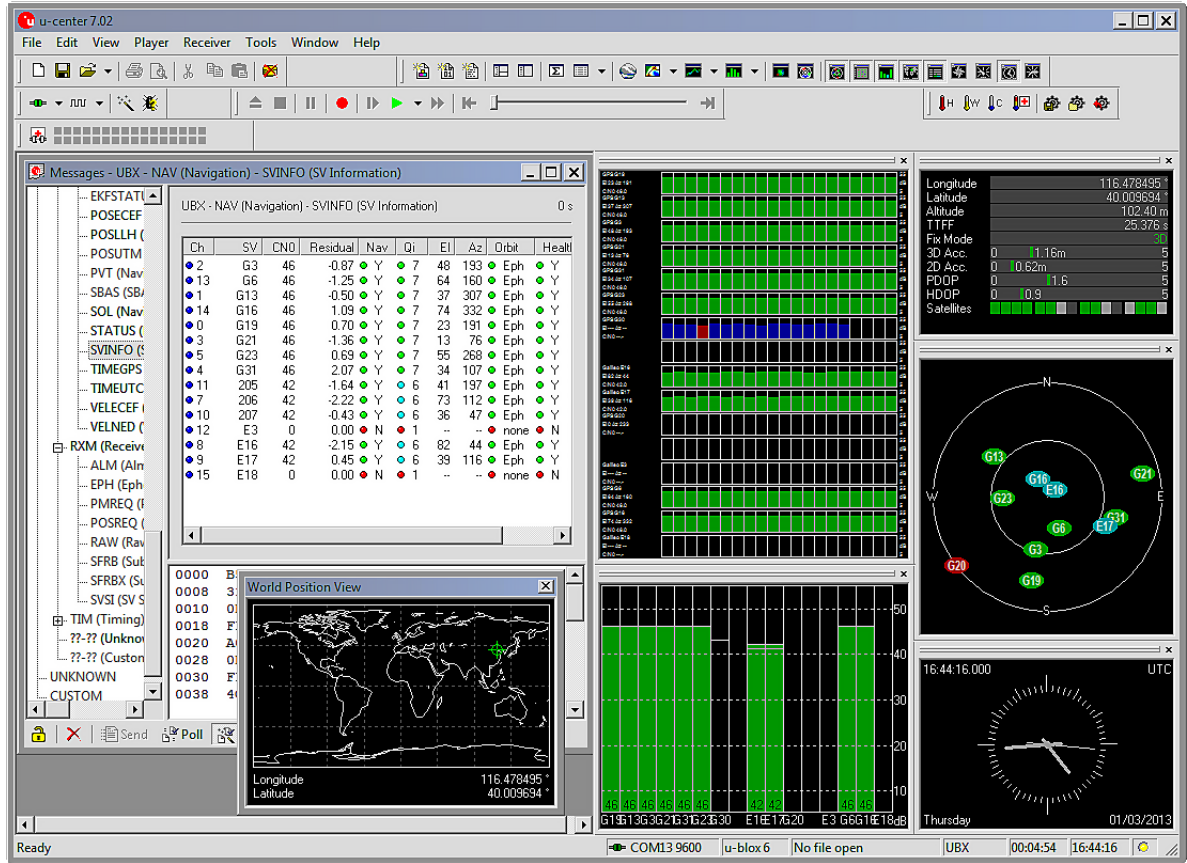 u-center 7.02
File Edit View Player Receiver Tools Window Help
Messages - UBX - NAV (Navigation) - SVINFO (SV Information)
EKFSTATU
POSECEF
POSLLH (
POSUTM
PVT (Nav
SBAS (SBA
SOL (Nav
STATUS (
SVINFO (S
TIMEGPS
TIMEUTC
VELECEF (
VELNED (
RXM (Receive
ALM (Alm
EPH (Eph
PMREQ (P
POSREQ (
RAW (Raw
SFRB (Sub
SFRBX (Su
SVSI (SV S
TIM (Timing)
??-?? (Unknow
??-?? (Custon
UNKNOWN
CUSTOM
UBX - NAV (Navigation) - SVINFO (SV Information) 0 s
Ch SV CN0 Residual Nav Qi El Az Orbit Healt
2 G3 46 -0.87 Y 7 48 193 Eph Y
13 G6 46 -1.25 Y 7 64 160 Eph Y
1 G13 46 -0.50 Y 7 37 307 Eph Y
14 G16 46 1.09 Y 7 74 332 Eph Y
0 G19 46 0.70 Y 7 23 191 Eph Y
3 G21 46 -1.36 Y 7 13 76 Eph Y
5 G23 46 0.69 Y 7 55 268 Eph Y
4 G31 46 2.07 Y 7 34 107 Eph Y
11 205 42 -1.64 Y 6 41 197 Eph Y
7 206 42 -2.22 Y 6 73 112 Eph Y
10 207 42 -0.43 Y 6 36 47 Eph Y
12 E3 0 0.00 N 1 -- -- none N
8 E16 42 -2.15 Y 6 82 44 Eph Y
9 E17 42 0.45 Y 6 39 116 Eph Y
15 E18 0 0.00 N 1 -- -- none N
0000
0008
0010
0018
0020
0028
0030
0038
Send Poll
World Position View
Longitude 116.478495 °
Latitude 40.009694 °
Longitude 116.478495 °
Latitude 40.009694 °
Altitude 102.40 m
TTFF 25.376 s
Fix Mode 3D
3D Acc. 0 1.16m 5
2D Acc. 0 0.62m 5
PDOP 0 1.6 5
HDOP 0 0.9 5
Satellites
N
G13
G21
G16
E16
W
G23
E
G31
E17
G6
G3
G20
G19
S
50
40
30
20
10
46 46 46 46 46 46 42 42 46 46
G19 G13 G3 G21 G31 G23 G30 E16 E17 G20 E3 G6 G16 E18 dB
16:44:16.000 UTC
Thursday 01/03/2013
Ready COM13 9600 u-blox 6 No file open UBX 00:04:54 16:44:16